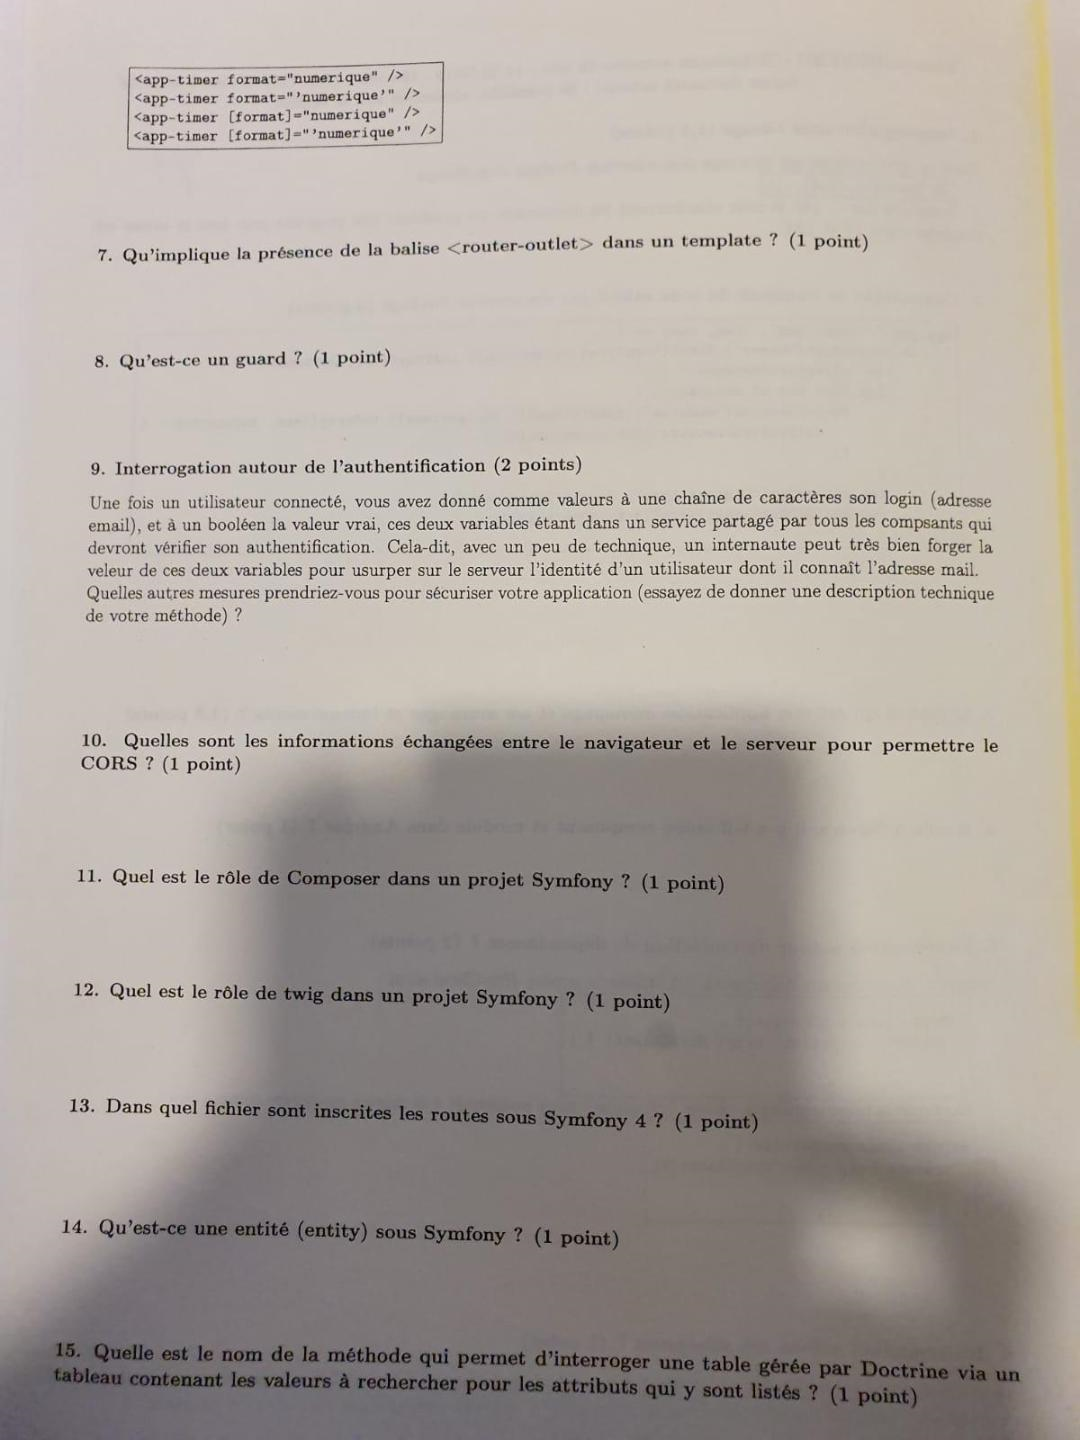 <app-timer format="numerique" />
<app-timer format="'numerique'" />
<app-timer [format]="numerique" />
<app-timer [format]="'numerique'" />
7. Qu'implique la présence de la balise <router-outlet> dans un template ? (1 point)
8. Qu'est-ce un guard ? (1 point)
9. Interrogation autour de l'authentification (2 points)
Une fois un utilisateur connecté, vous avez donné comme valeurs à une chaîne de caractères son login (adresse
email), et à un booléen la valeur vrai, ces deux variables étant dans un service partagé par tous les compsants qui
devront vérifier son authentification. Cela-dit, avec un peu de technique, un internaute peut très bien forger la
veleur de ces deux variables pour usurper sur le serveur l'identité d'un utilisateur dont il connaît l'adresse mail.
Quelles autres mesures prendriez-vous pour sécuriser votre application (essayez de donner une description technique
de votre méthode) ?
10. Quelles sont les informations échangées entre le navigateur et le serveur pour permettre le
CORS ? (1 point)
11. Quel est le rôle de Composer dans un projet Symfony ? (1 point)
12. Quel est le rôle de twig dans un projet Symfony ? (1 point)
13. Dans quel fichier sont inscrites les routes sous Symfony 4 ? (1 point)
14. Qu'est-ce une entité (entity) sous Symfony ? (1 point)
15. Quelle est le nom de la méthode qui permet d'interroger une table gérée par Doctrine via un
tableau contenant les valeurs à rechercher pour les attributs qui y sont listés ? (1 point)